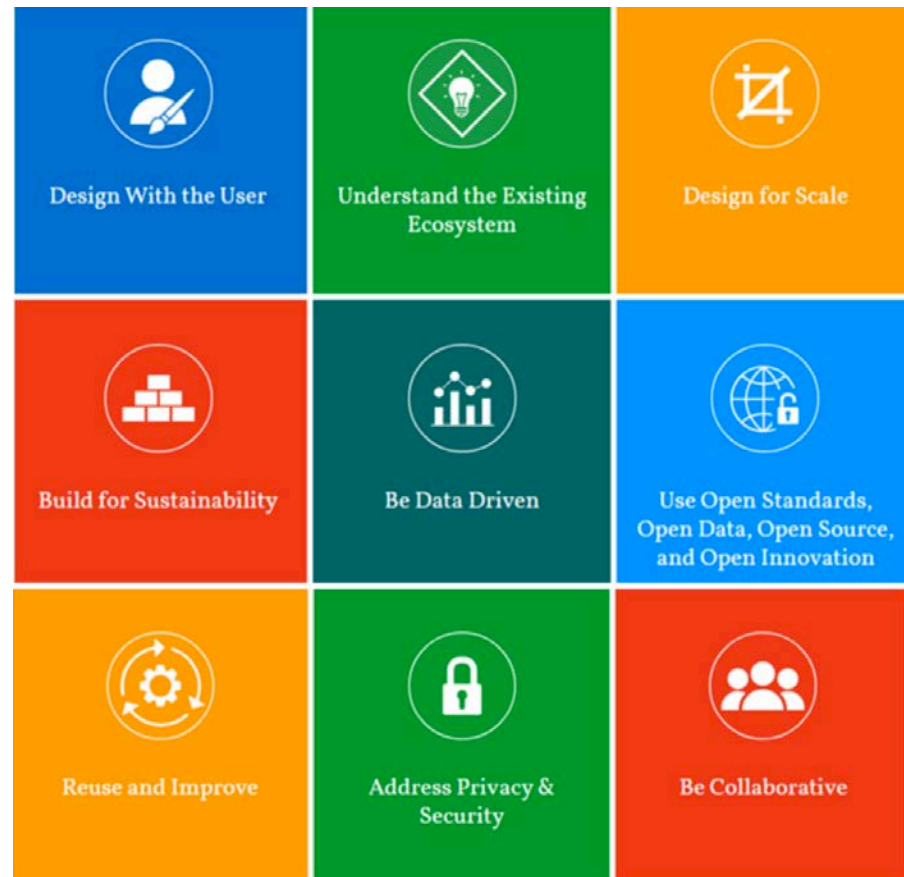 Design With the User
Understand the Existing
Ecosystem
Design for Scale
Build for Sustainability
Be Data Driven
Use Open Standards,
Open Data, Open Source,
and Open Innovation
Reuse and Improve
Address Privacy &
Security
Be Collaborative